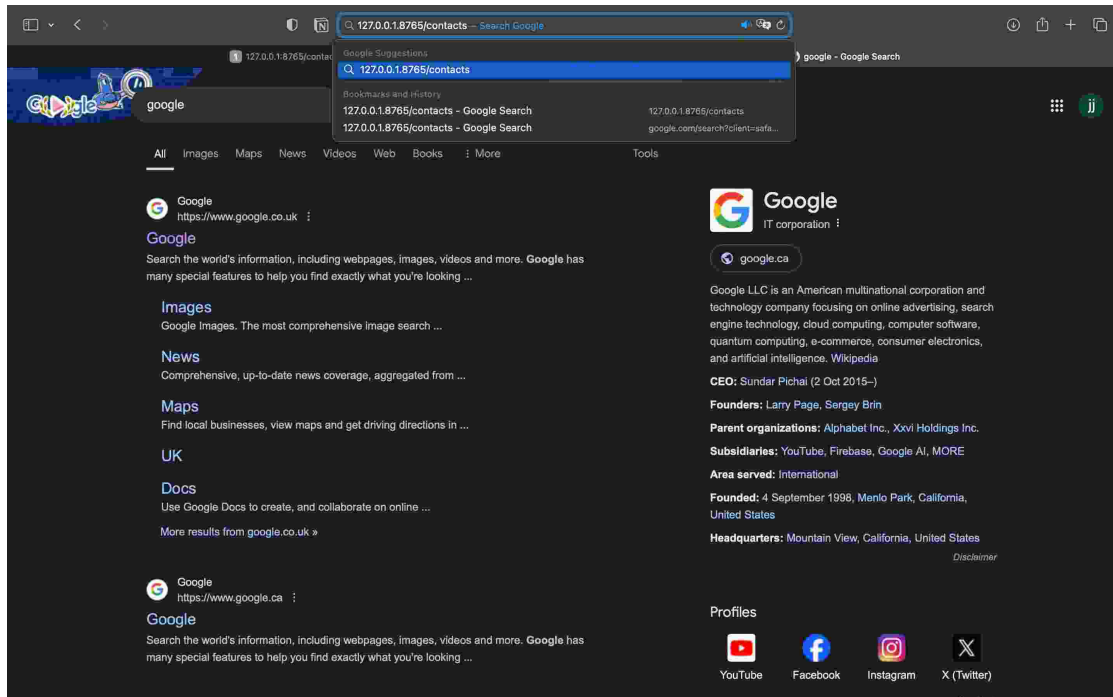 127.0.0.1.8765/contacts – Search Google
Google Suggestions
127.0.0.1.8765/contacts
Bookmarks and History
127.0.0.1.8765/contacts - Google Search 127.0.0.1.8765/contacts
127.0.0.1.8765/contacts - Google Search google.com/search?client=safa...
1 127.0.0.1:8765/contac
google - Google Search
Google
google
jj
All Images Maps News Videos Web Books More Tools
Google
https://www.google.co.uk
Google
Search the world's information, including webpages, images, videos and more. Google has
many special features to help you find exactly what you're looking ...
Images
Google Images. The most comprehensive image search ...
News
Comprehensive, up-to-date news coverage, aggregated from ...
Maps
Find local businesses, view maps and get driving directions in ...
UK
Docs
Use Google Docs to create, and collaborate on online ...
More results from google.co.uk »
Google
https://www.google.ca
Google
Search the world's information, including webpages, images, videos and more. Google has
many special features to help you find exactly what you're looking ...
Google
IT corporation
google.ca
Google LLC is an American multinational corporation and
technology company focusing on online advertising, search
engine technology, cloud computing, computer software,
quantum computing, e-commerce, consumer electronics,
and artificial intelligence. Wikipedia
CEO: Sundar Pichai (2 Oct 2015–)
Founders: Larry Page, Sergey Brin
Parent organizations: Alphabet Inc., Xxvi Holdings Inc.
Subsidiaries: YouTube, Firebase, Google AI, MORE
Area served: International
Founded: 4 September 1998, Menlo Park, California,
United States
Headquarters: Mountain View, California, United States
Disclaimer
Profiles
YouTube Facebook Instagram X (Twitter)